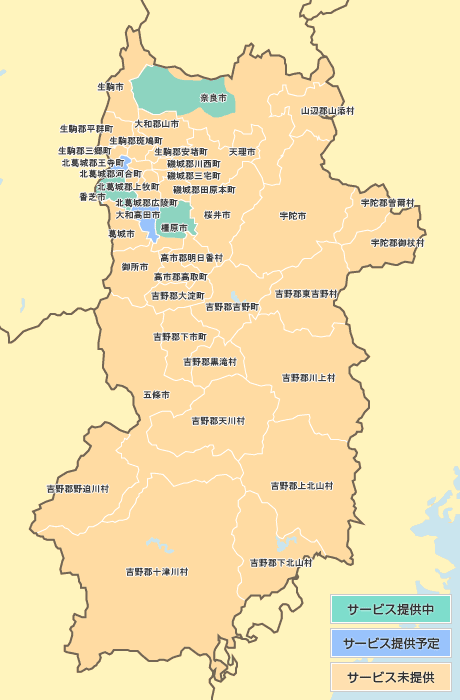 生駒市
奈良市
山辺郡山添村
大和郡山市
生駒郡平群町
生駒郡斑鳩町
生駒郡三郷町
生駒郡安堵町
天理市
北葛城郡王寺町
磯城郡川西町
北葛城郡河合町
磯城郡三宅町
北葛城郡上牧町
磯城郡田原本町
香芝市
北葛城郡広陵町
宇陀郡曽爾村
大和高田市
桜井市
宇陀市
橿原市
葛城市
宇陀郡御杖村
高市郡明日香村
御所市
高市郡高取町
吉野郡大淀町
吉野郡東吉野村
吉野郡吉野町
吉野郡下市町
吉野郡黒滝村
吉野郡川上村
五條市
吉野郡天川村
吉野郡野迫川村
吉野郡上北山村
吉野郡下北山村
吉野郡十津川村
サービス提供中
サービス提供予定
サービス未提供